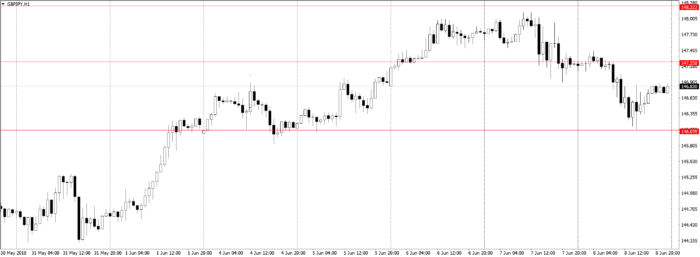 GBPJPY,H1
148.280
148.222
148.005
147.730
147.455
147.250
147.180
146.905
146.830
146.630
146.355
146.070
145.805
145.530
145.255
144.980
144.705
144.430
144.155
30 May 2018
31 May 04:00
31 May 12:00
31 May 20:00
1 Jun 04:00
1 Jun 12:00
1 Jun 20:00
4 Jun 04:00
4 Jun 12:00
4 Jun 20:00
5 Jun 04:00
5 Jun 12:00
5 Jun 20:00
6 Jun 04:00
6 Jun 12:00
6 Jun 20:00
7 Jun 04:00
7 Jun 12:00
7 Jun 20:00
8 Jun 04:00
8 Jun 12:00
8 Jun 20:00